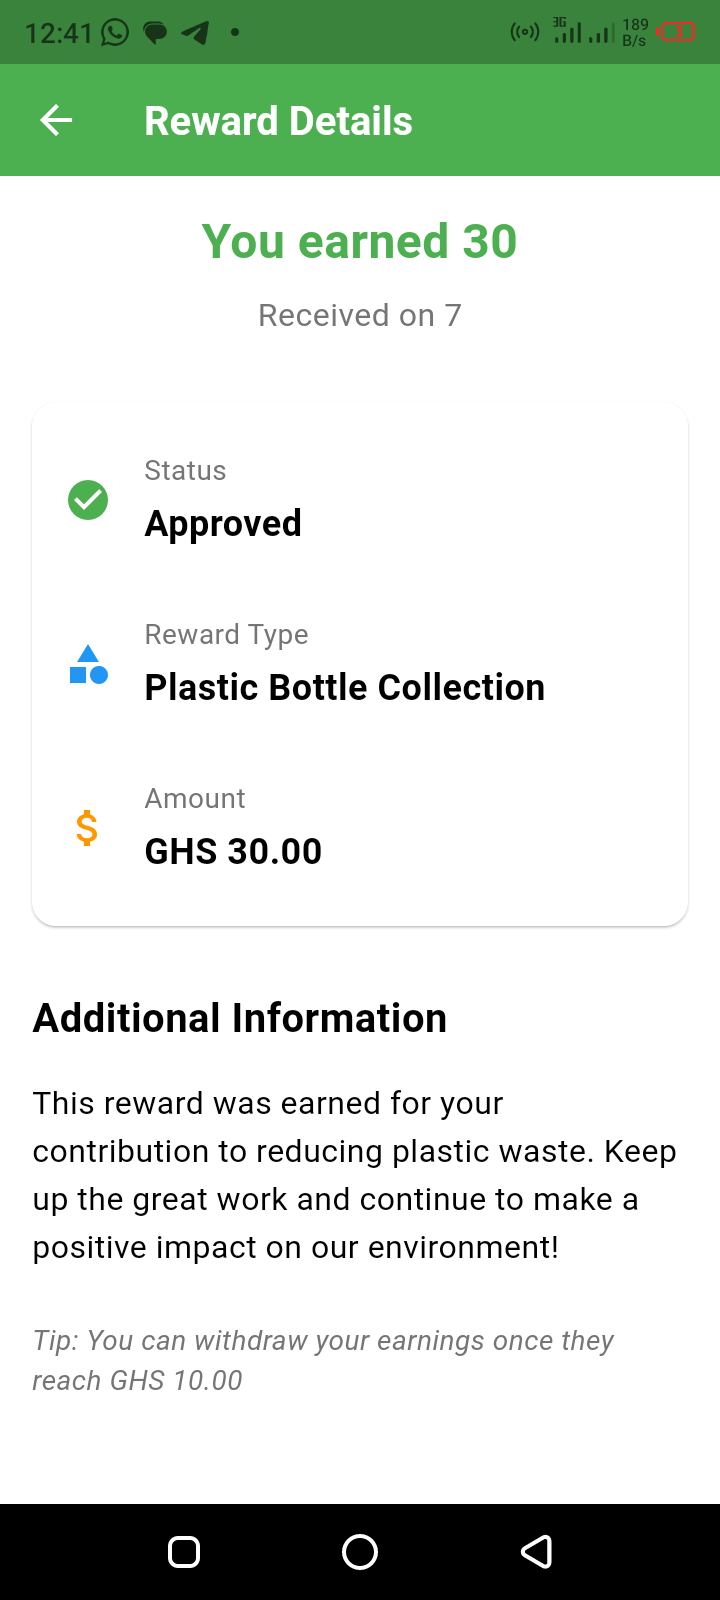 12:41
3G
189
B/s
3
Reward Details
You earned 30
Received on 7
Status
Approved
Reward Type
Plastic Bottle Collection
$
Amount
GHS 30.00
Additional Information
This reward was earned for your
contribution to reducing plastic waste. Keep
up the great work and continue to make a
positive impact on our environment!
Tip: You can withdraw your earnings once they
reach GHS 10.00